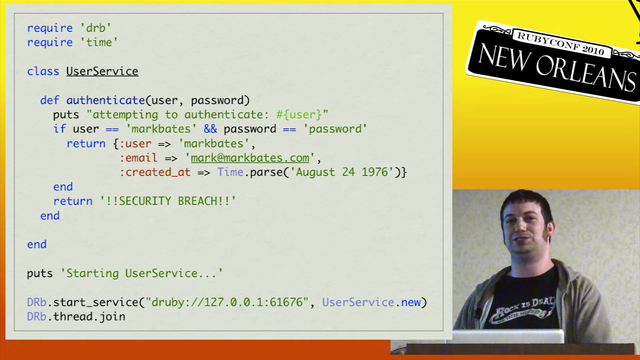 require 'drb'
require 'time'
class UserService
def authenticate(user, password)
puts "attempting to authenticate: #{user}"
if user == 'markbates' && password == 'password'
return {:user => 'markbates',
:email => 'mark@markbates.com',
:created_at => Time.parse('August 24 1976')}
end
return '!!SECURITY BREACH!!'
end
end
puts 'Starting UserService...'
DRb.start_service("druby://127.0.0.1:61676", UserService.new)
DRb.thread.join
RUBYCONF 2010
NEW ORLEANS
ROCK IS DEAD